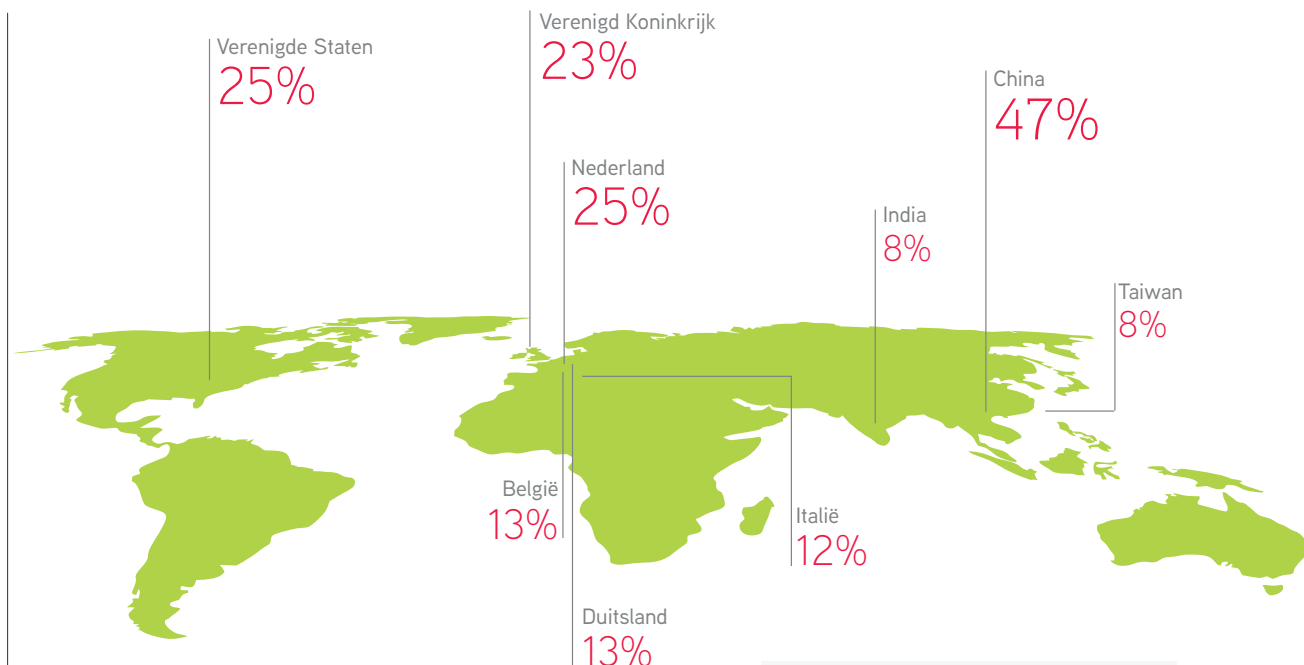 Verenigde Staten
25%
Verenigd Koninkrijk
23%
China
47%
Nederland
25%
India
8%
Taiwan
8%
België
13%
Italië
12%
Duitsland
13%